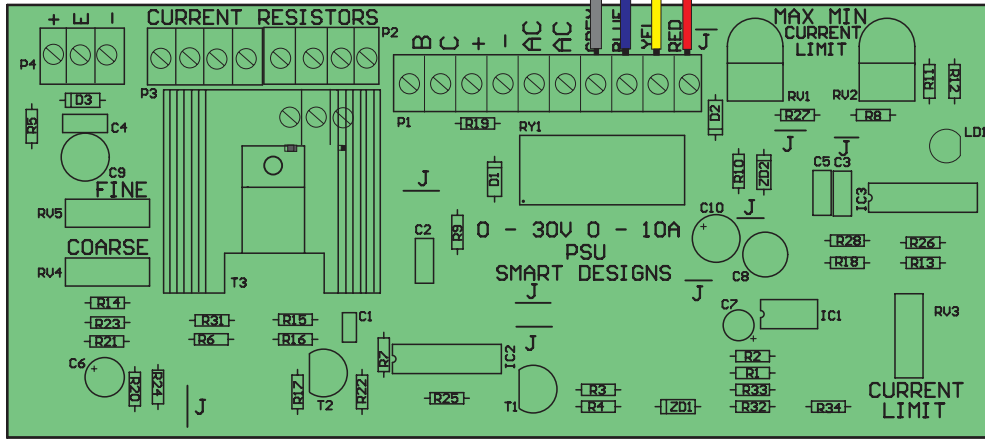 CURRENT RESISTORS
+ E –
P4
P2
P3
B C + – AC AC GREY BLUE YEL RED
J
MAX MIN
CURRENT
LIMIT
RV1
RV2
R11
R12
D3
R5
C4
C9
P1
R19
RY1
D2
R27
R8
J
J
LD1
FINE
RV5
COARSE
RV4
J
D1
R10
ZD2
C5 C3
IC3
C2
R9
0 - 30V 0 - 10A
PSU
SMART DESIGNS
C10
J
C8
R28
R18
R26
R13
T3
R14
R23
R21
R31
R6
R15
R16
C1
J
J
J
C7
IC1
RV3
C6
R20
R24
J
R17
T2
R22
R7
IC2
R25
T1
R3
R4
ZD1
R2
R1
R33
R32
R34
CURRENT
LIMIT